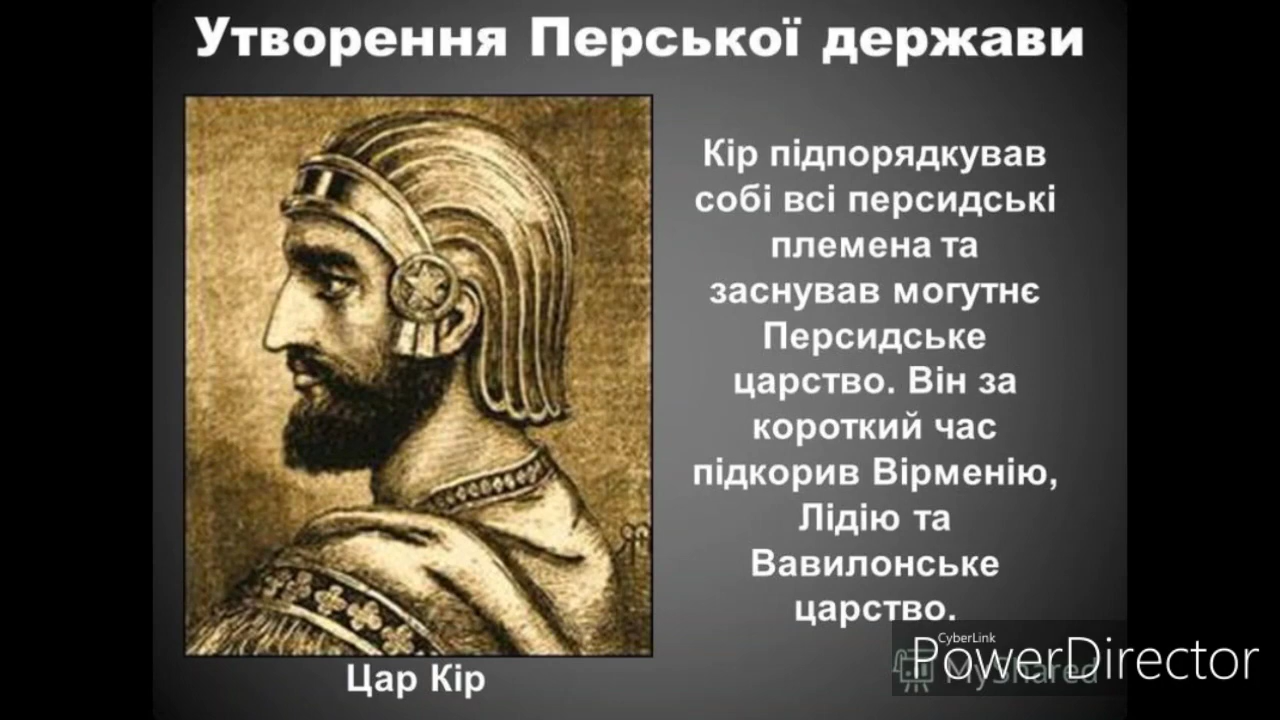 Утворення Перської держави
Кір підпорядкував
собі всі персидські
племена та
заснував могутнє
Персидське
царство. Він за
короткий час
підкорив Вірменію,
Лідію та
Вавилонське
царство.
Цар Кір
CyberLink
PowerDirector
MyShared